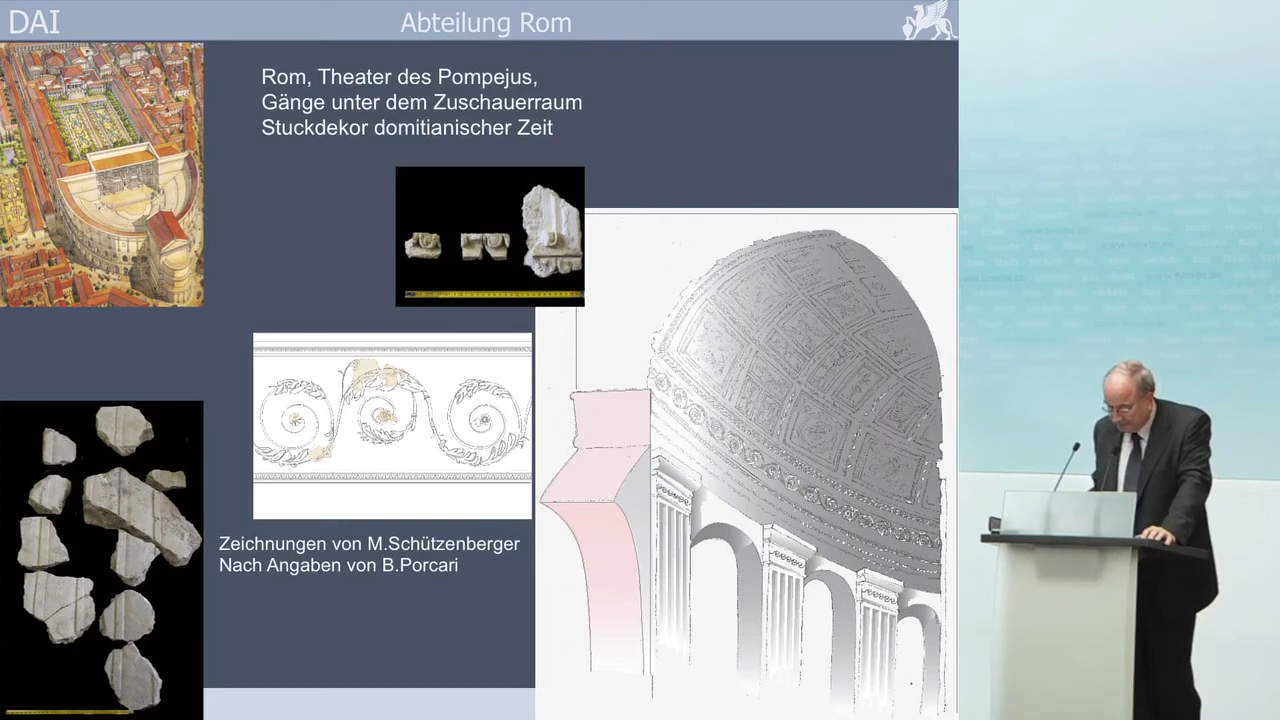 DAI
Abteilung Rom
Rom, Theater des Pompejus,
Gänge unter dem Zuschauerraum
Stuckdekor domitianischer Zeit
Zeichnungen von M.Schützenberger
Nach Angaben von B.Porcari